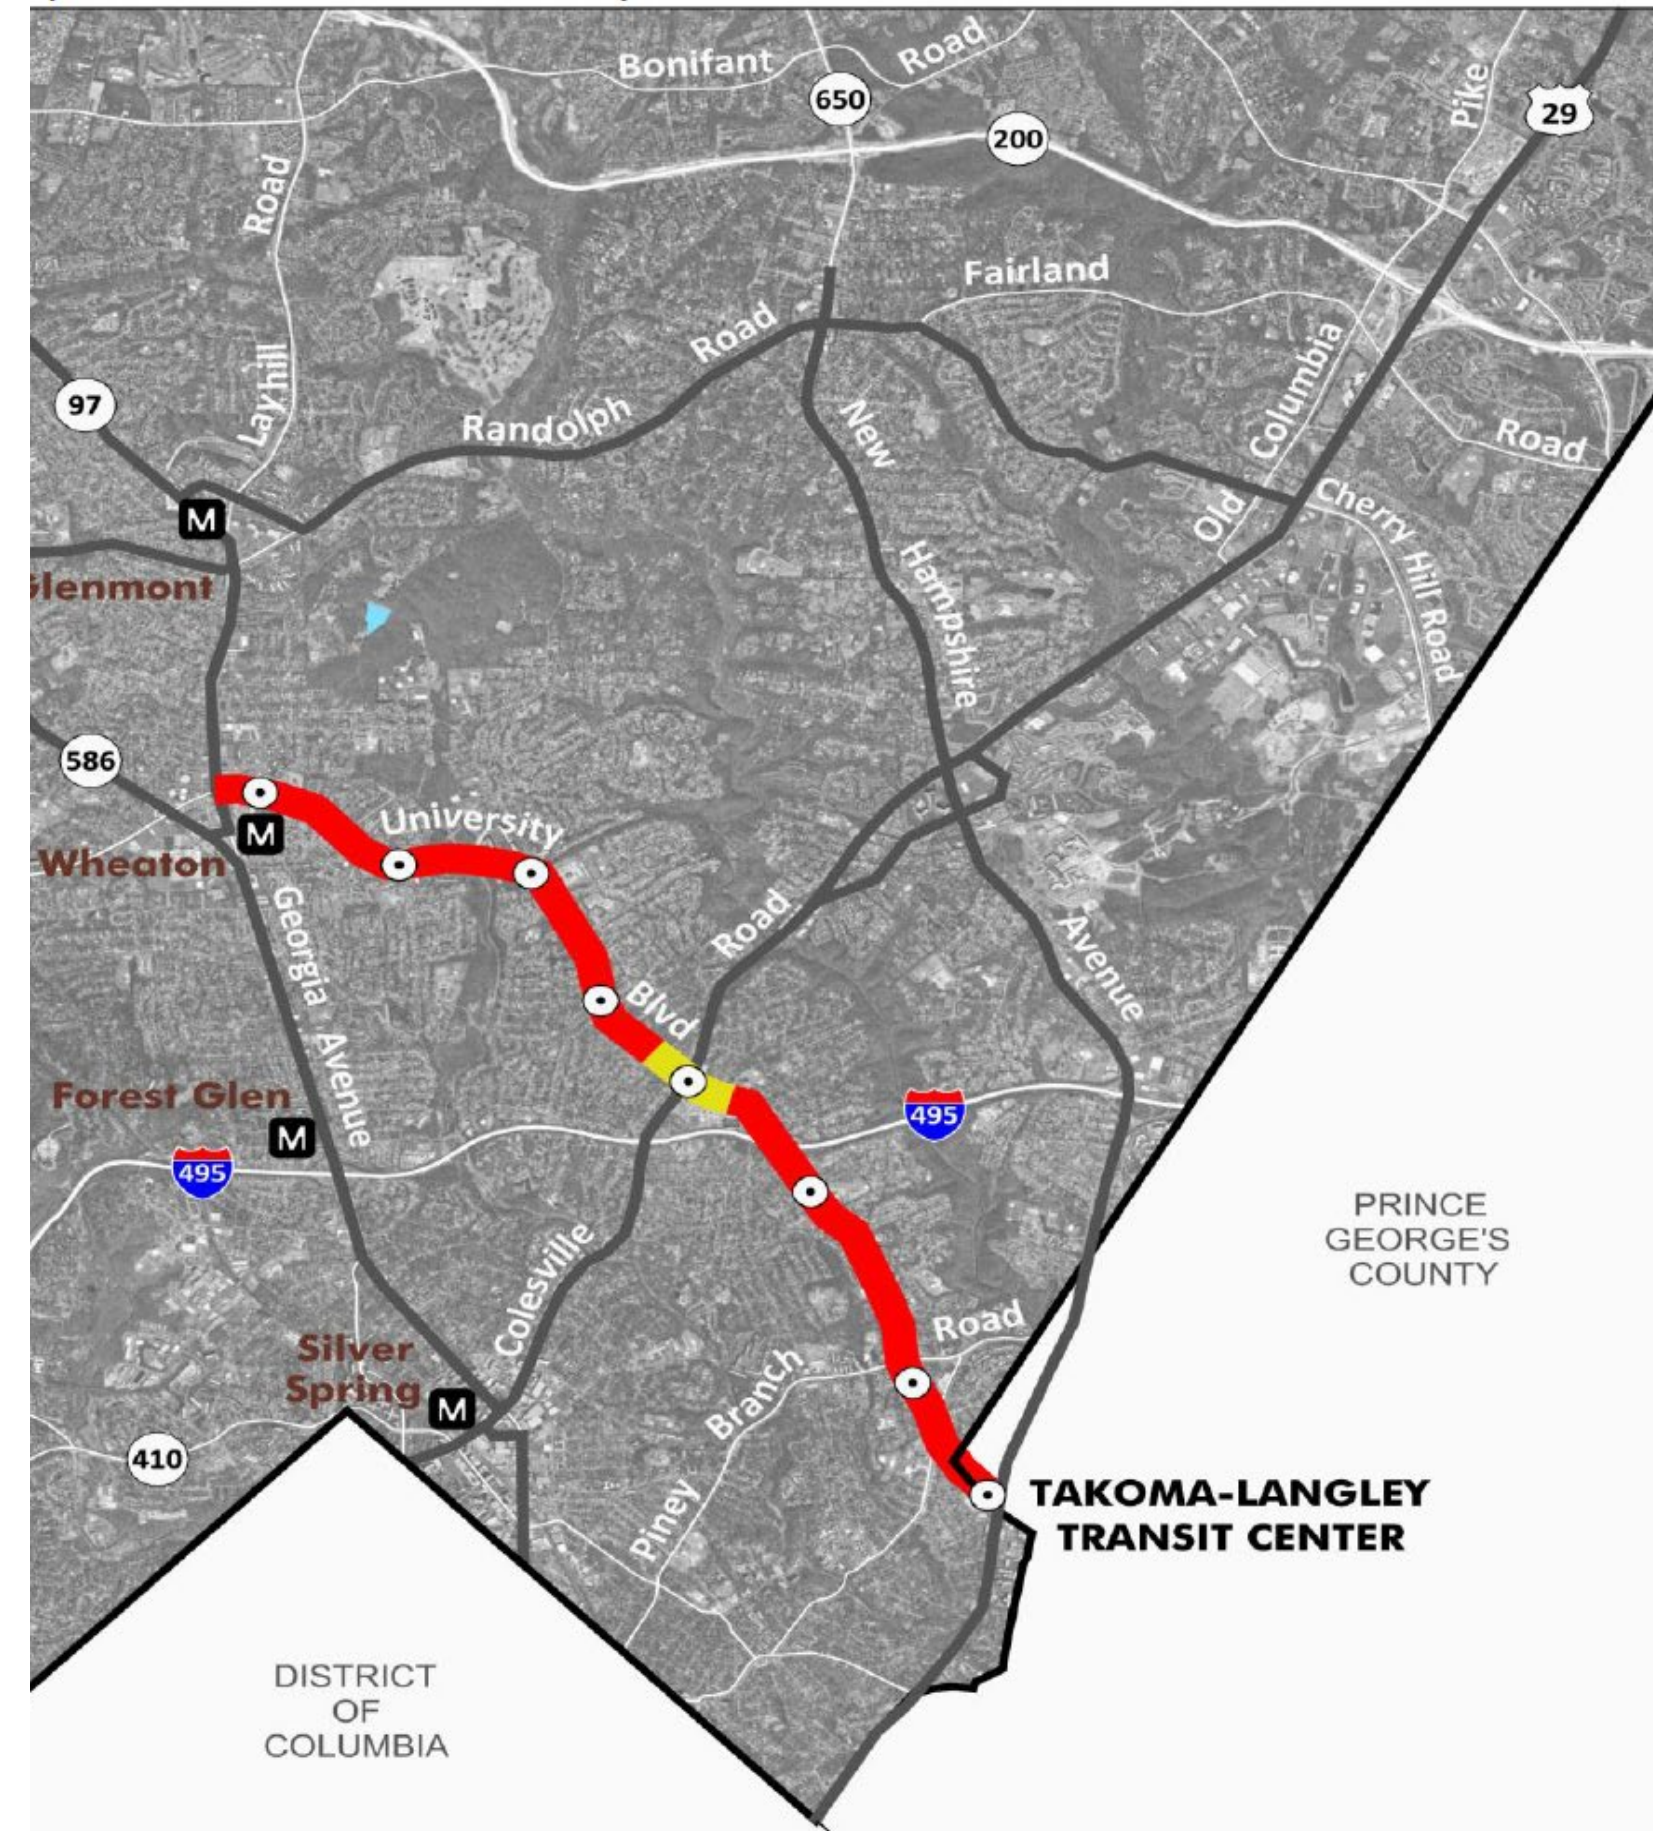 Bonifant
Road
650
200
Pike
29
Road
Layhill
Fairland
97
Randolph
Road
New
Hampshire
Avenue
Columbia
Old
Road
Cherry Hill Road
M
Glenmont
586
University
Blvd
M
Wheaton
Georgia
Avenue
Road
Forest Glen
M
495
495
PRINCE
GEORGE'S
COUNTY
Colesville
Silver
Spring
M
Road
Branch
Piney
410
TAKOMA-LANGLEY
TRANSIT CENTER
DISTRICT
OF
COLUMBIA